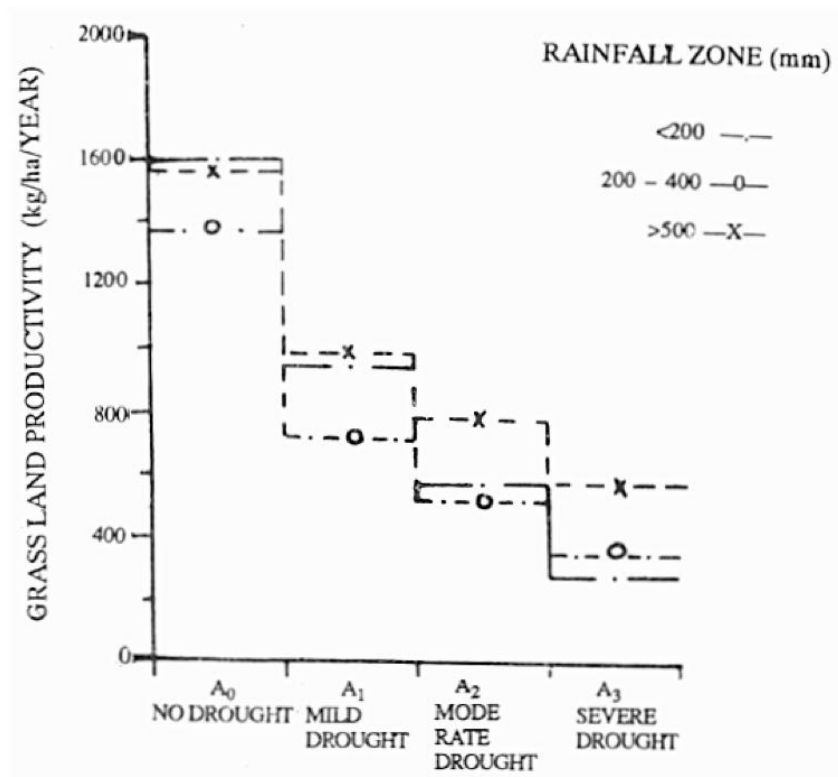 2000
1600
1200
800
400
0
GRASS LAND PRODUCTIVITY (kg/ha/YEAR)
RAINFALL ZONE (mm)
<200 —.—
200 – 400 —0—
>500 —X—
A0
NO DROUGHT
A1
MILD
DROUGHT
A2
MODE
RATE
DROUGHT
A3
SEVERE
DROUGHT